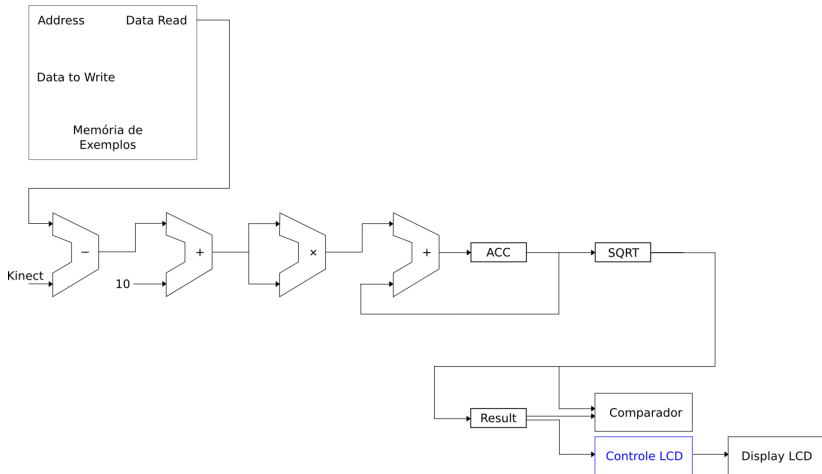 Address
Data Read
Data to Write
Memória de
Exemplos
Kinect
−
10
+
×
+
ACC
SQRT
Result
Comparador
Controle LCD
Display LCD